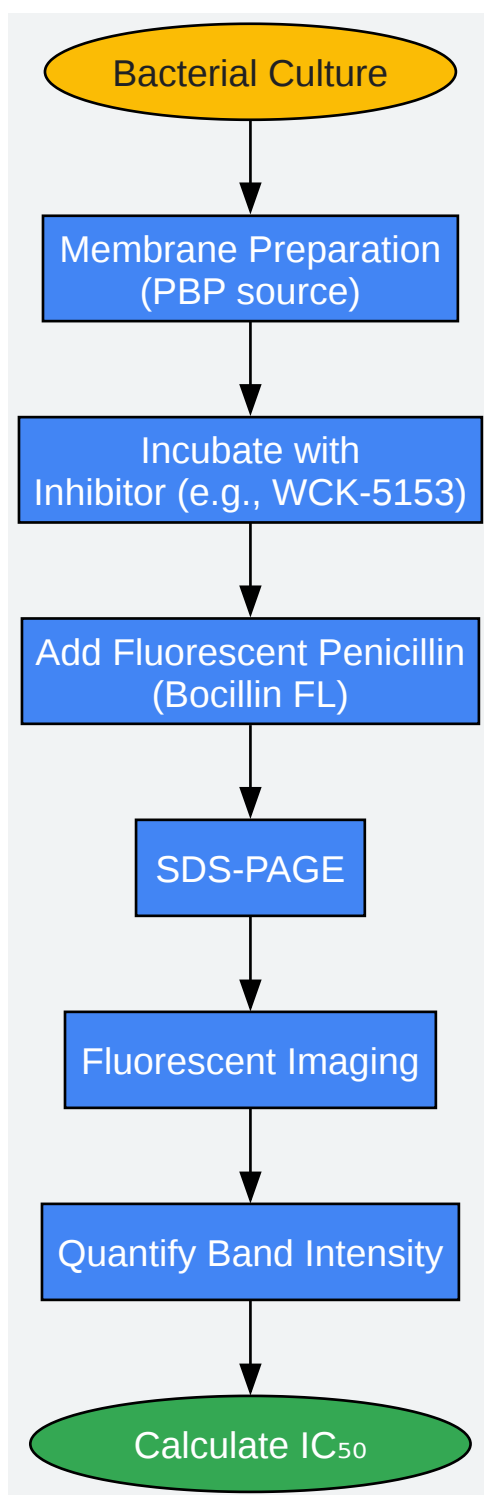 Bacterial Culture
Membrane Preparation
(PBP source)
Incubate with
Inhibitor (e.g., WCK-5153)
Add Fluorescent Penicillin
(Bocillin FL)
SDS-PAGE
Fluorescent Imaging
Quantify Band Intensity
Calculate IC₅₀